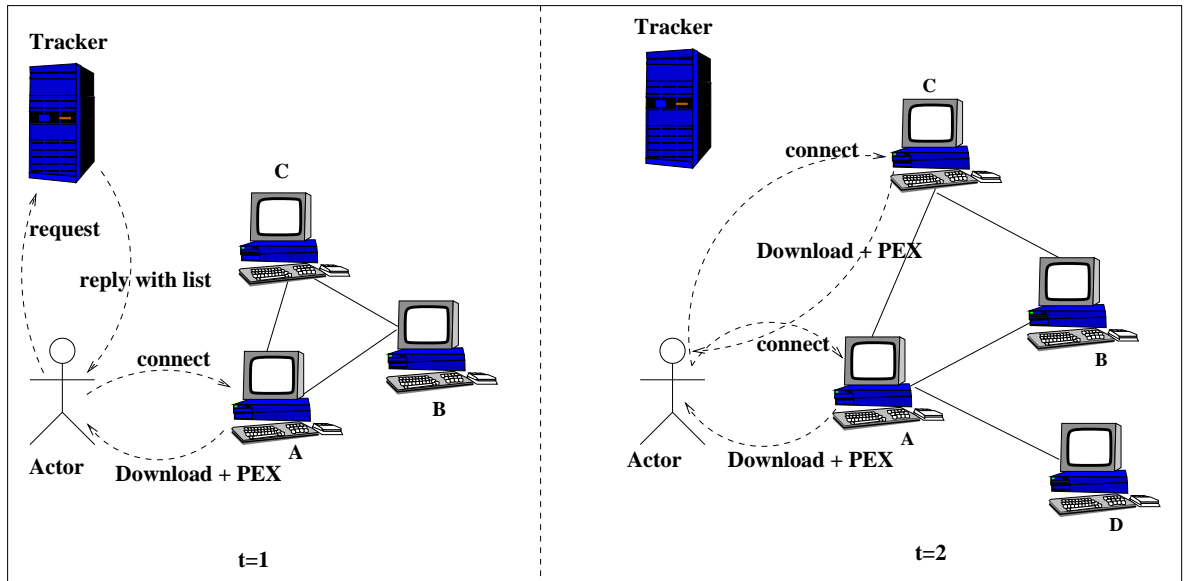 Tracker
C
request
reply with list
connect
B
A
Actor
Download + PEX
t=1
Tracker
C
connect
Download + PEX
connect
B
A
Actor
Download + PEX
D
t=2